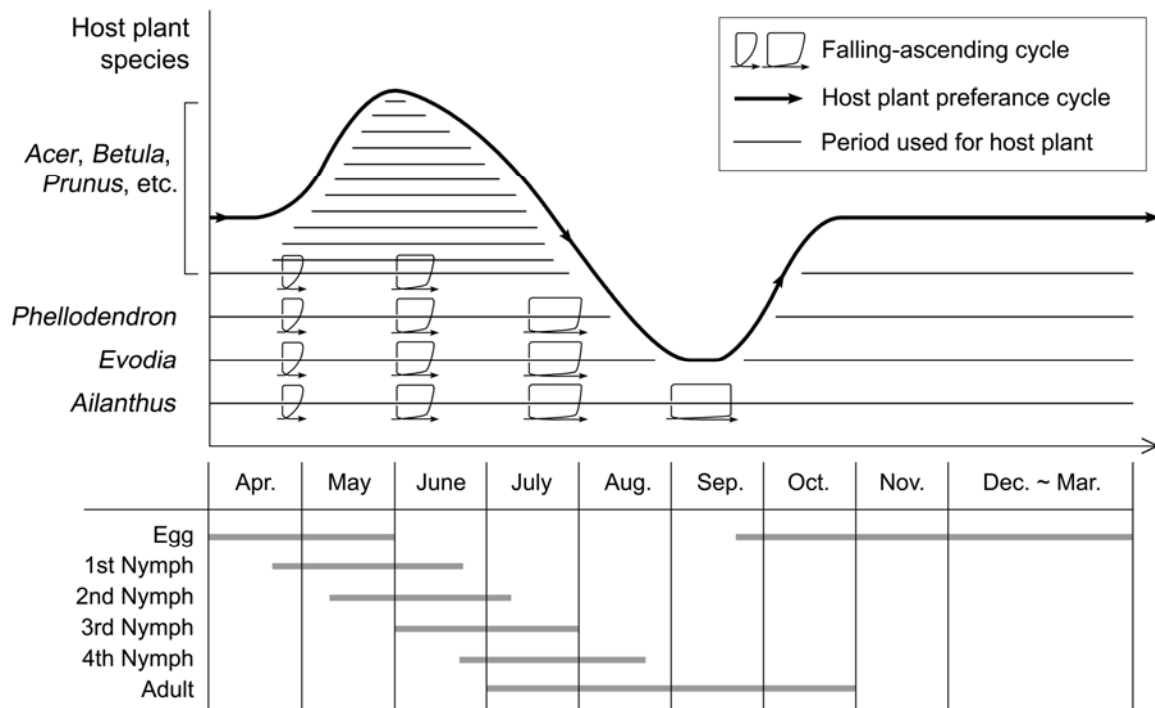 Host plant
species
Falling-ascending cycle
Host plant preferance cycle
Period used for host plant
Acer, Betula,
Prunus, etc.
Phellodendron
Evodia
Ailanthus
Apr. May June July Aug. Sep. Oct. Nov. Dec. ~ Mar.
Egg
1st Nymph
2nd Nymph
3rd Nymph
4th Nymph
Adult